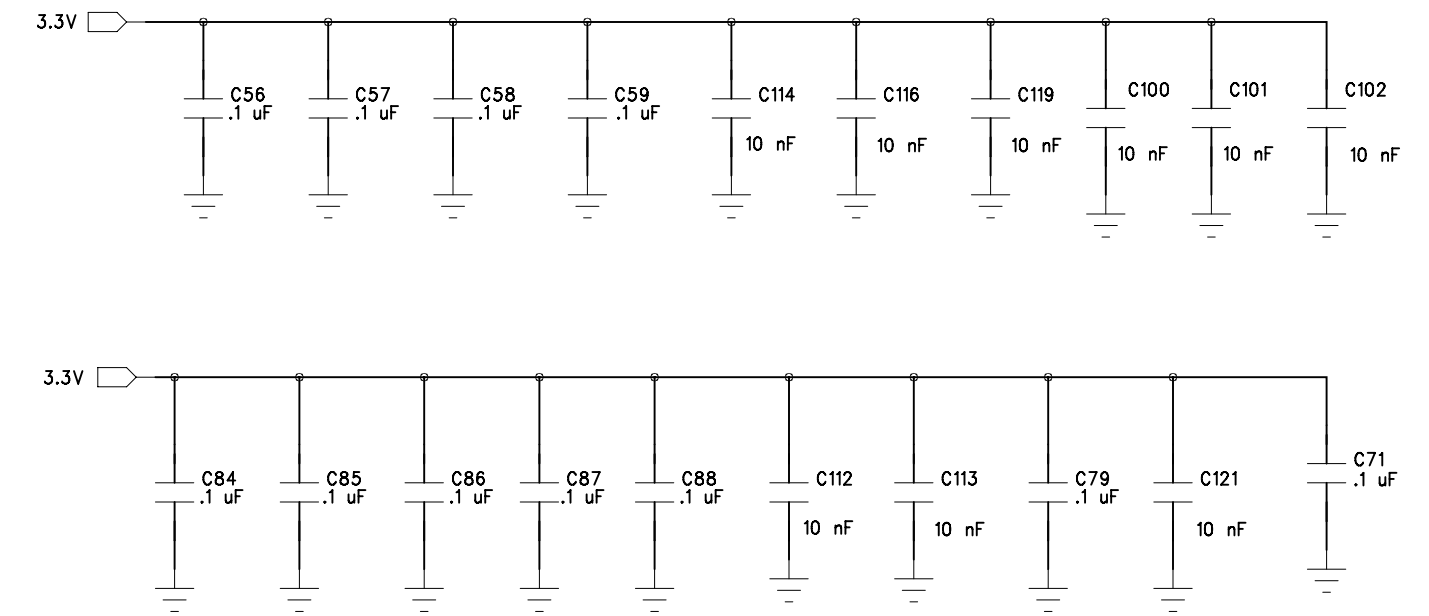 3.3V
C56
.1 uF
C57
.1 uF
C58
.1 uF
C59
.1 uF
C114
10 nF
C116
10 nF
C119
10 nF
C100
10 nF
C101
10 nF
C102
10 nF
3.3V
C84
.1 uF
C85
.1 uF
C86
.1 uF
C87
.1 uF
C88
.1 uF
C112
10 nF
C113
10 nF
C79
.1 uF
C121
10 nF
C71
.1 uF